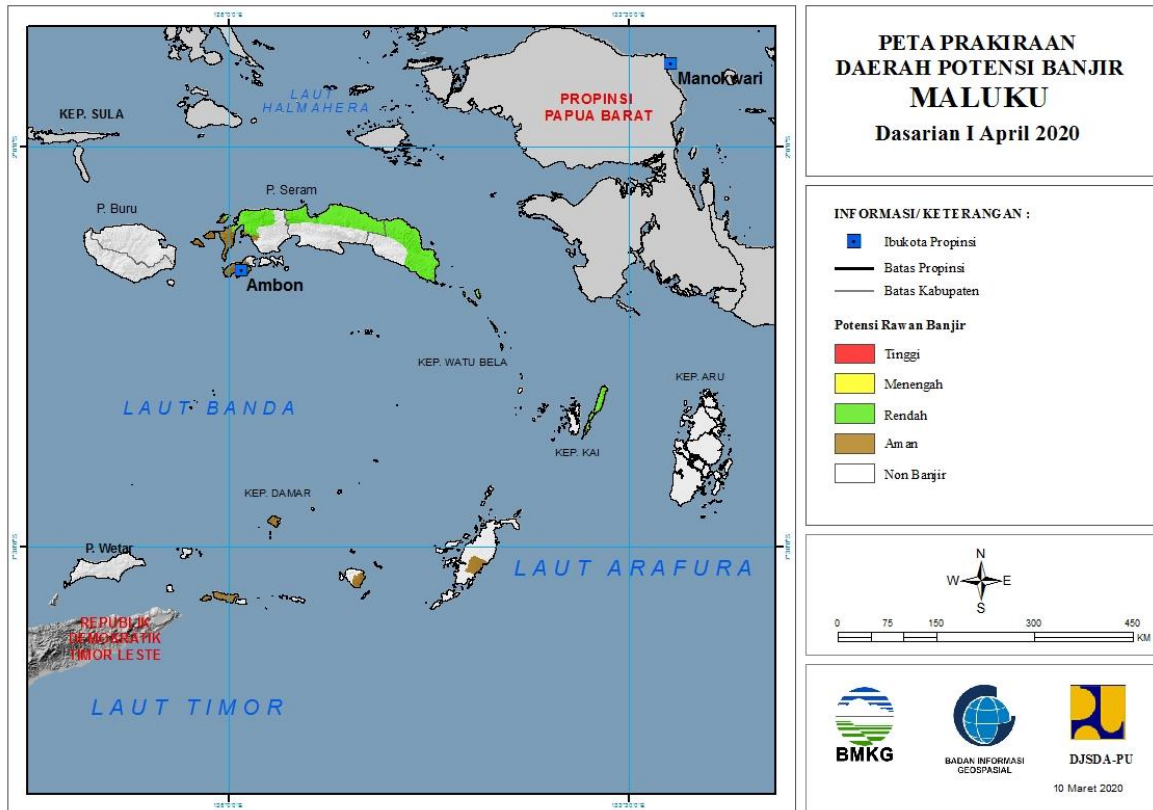 PETA PRAKIRAAN
DAERAH POTENSI BANJIR
MALUKU
Dasarian I April 2020
INFORMASI/KETERANGAN :
Ibukota Propinsi
Batas Propinsi
Batas Kabupaten
Potensi Rawan Banjir
Tinggi
Menengah
Rendah
Aman
Non Banjir
N
W E
S
0 75 150 300 450
KM
BMKG
BADAN INFORMASI
GEOSPASIAL
DJSDA-PU
10 Maret 2020
LAUT
HALMAHERA
Manokwari
PROPINSI
PAPUA BARAT
KEP. SULA
P. Seram
P. Buru
Ambon
KEP. WATU BELA
KEP. ARU
LAUT BANDA
KEP. KAI
KEP. DAMAR
P. Wetar
LAUT ARAFURA
REPUBLIK
DEMOKRATIK
TIMOR LESTE
LAUT TIMOR